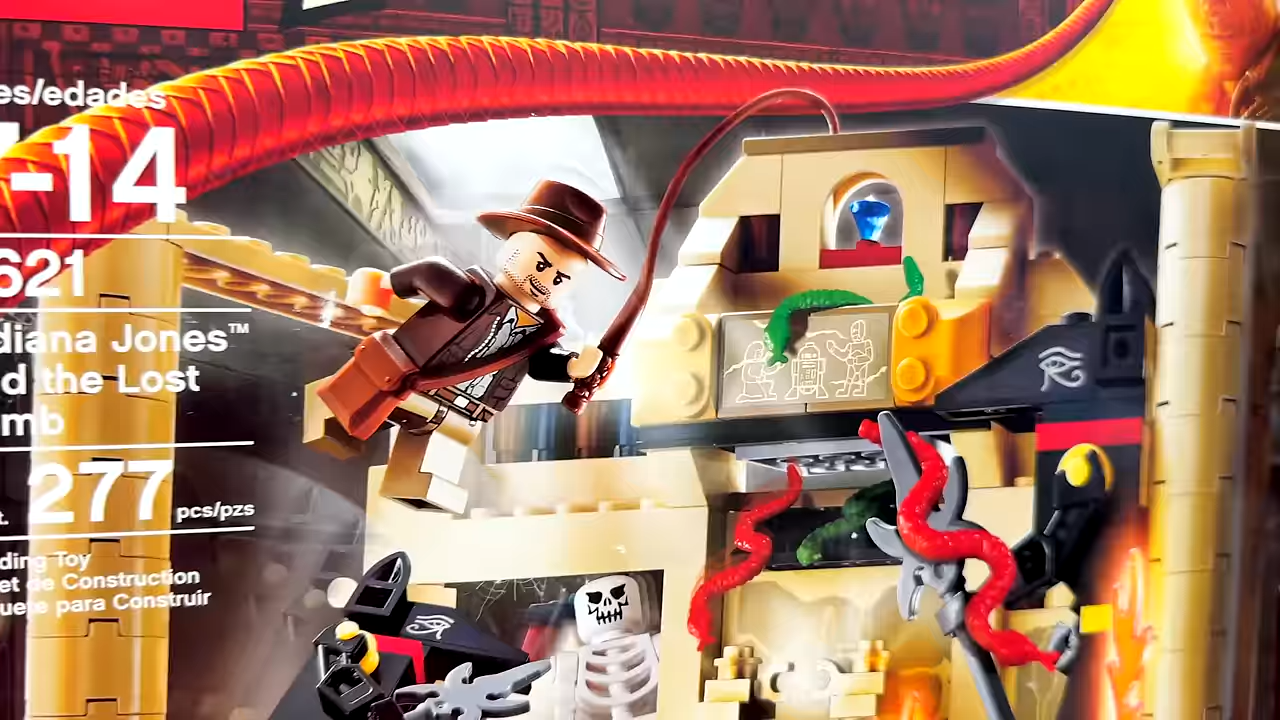 es/edades
7-14
621
diana Jones™
d the Lost
mb
277 pcs/pzs
ding Toy
et de Construction
uete para Construir